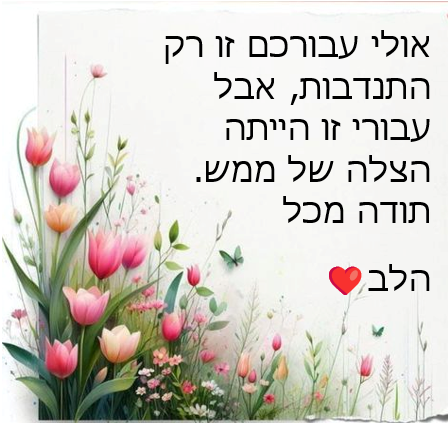 אולי עבורכם זו רק
התנדבות, אבל
עבורי זו הייתה
הצלה של ממש.
תודה מכל
הלב❤️